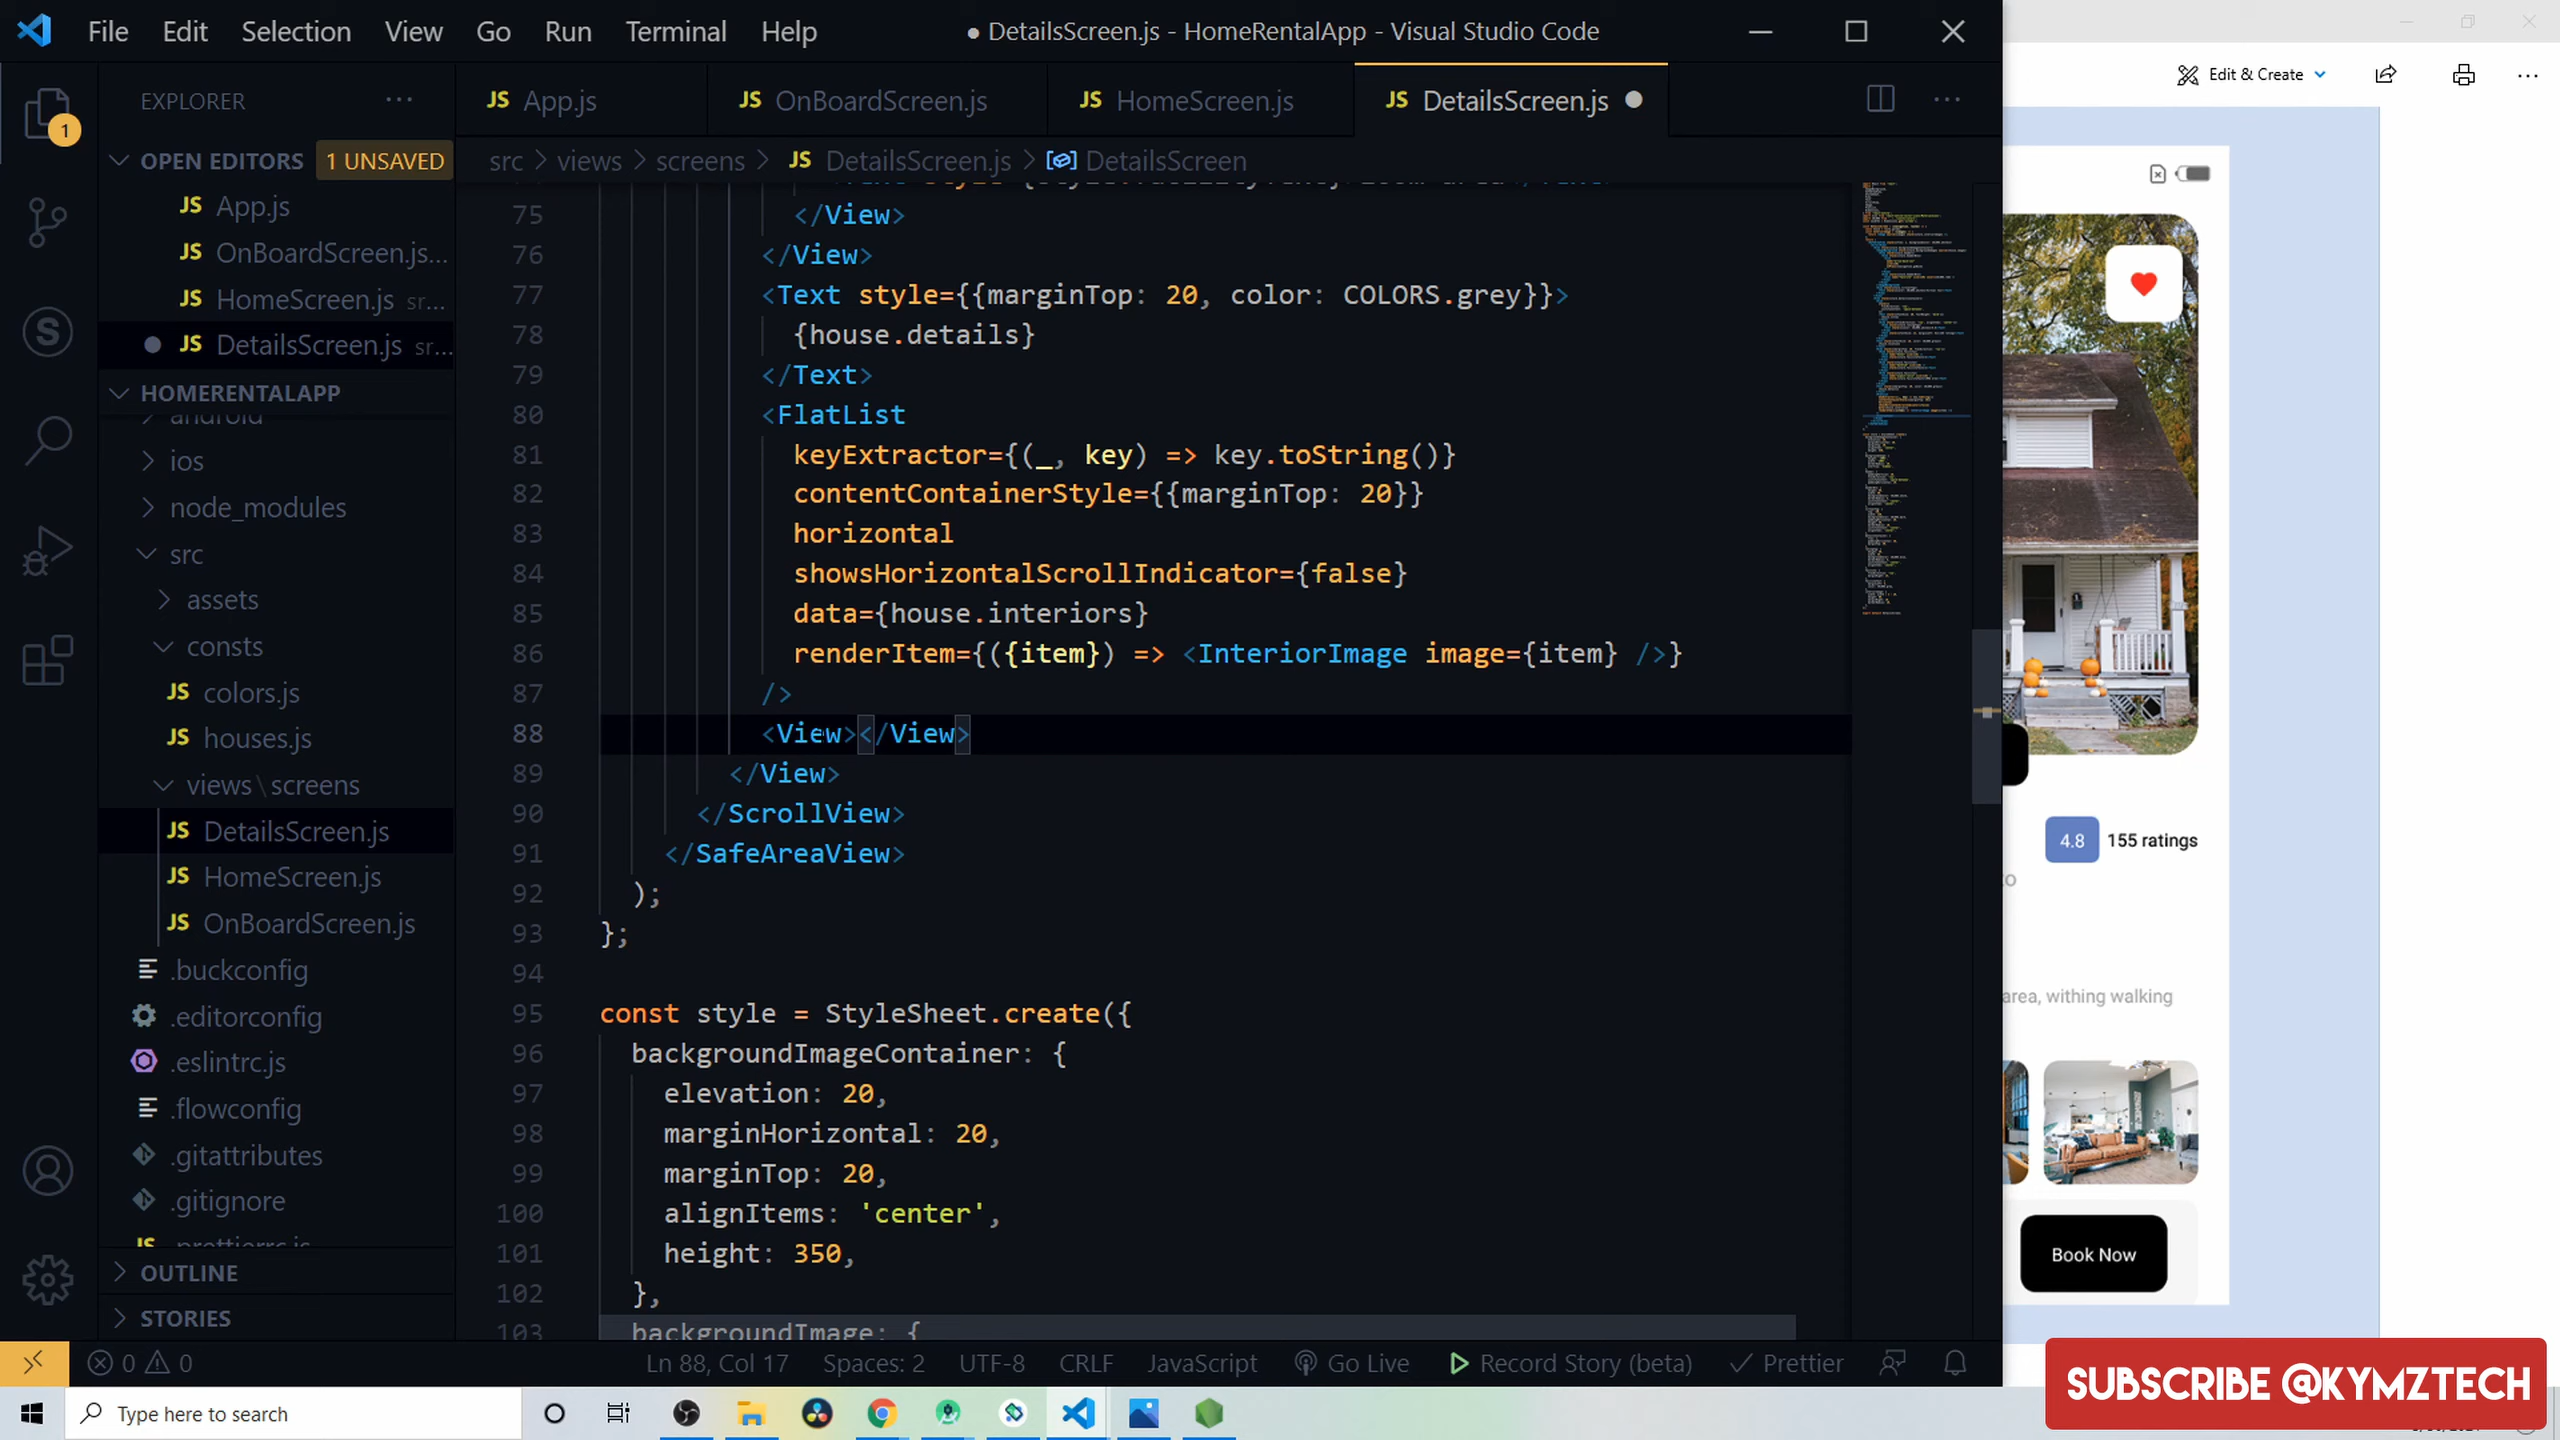 File Edit Selection View Go Run Terminal Help
● DetailsScreen.js - HomeRentalApp - Visual Studio Code
Edit & Create
EXPLORER
JS App.js
JS OnBoardScreen.js
JS HomeScreen.js
JS DetailsScreen.js
1
OPEN EDITORS 1 UNSAVED
src > views > screens > JS DetailsScreen.js > DetailsScreen
JS App.js
JS OnBoardScreen.js...
JS HomeScreen.js sr...
JS DetailsScreen.js sr...
HOMERENTALAPP
android
ios
node_modules
src
assets
consts
JS colors.js
JS houses.js
views\screens
JS DetailsScreen.js
JS HomeScreen.js
JS OnBoardScreen.js
.buckconfig
.editorconfig
.eslintrc.js
.flowconfig
.gitattributes
.gitignore
JS .prettierrc.js
OUTLINE
STORIES
75 </View>
76 </View>
77 <Text style={{marginTop: 20, color: COLORS.grey}}>
78 {house.details}
79 </Text>
80 <FlatList
81 keyExtractor={(_, key) => key.toString()}
82 contentContainerStyle={{marginTop: 20}}
83 horizontal
84 showsHorizontalScrollIndicator={false}
85 data={house.interiors}
86 renderItem={({item}) => <InteriorImage image={item} />}
87 />
88 <View></View>
89 </View>
90 </ScrollView>
91 </SafeAreaView>
92 );
93 };
94
95 const style = StyleSheet.create({
96 backgroundImageContainer: {
97 elevation: 20,
98 marginHorizontal: 20,
99 marginTop: 20,
100 alignItems: 'center',
101 height: 350,
102 },
103 backgroundImage: {
4.8 155 ratings
to
area, withing walking
Book Now
0 0
Ln 88, Col 17 Spaces: 2 UTF-8 CRLF JavaScript Go Live Record Story (beta) Prettier
SUBSCRIBE @KYMZTECH
Type here to search